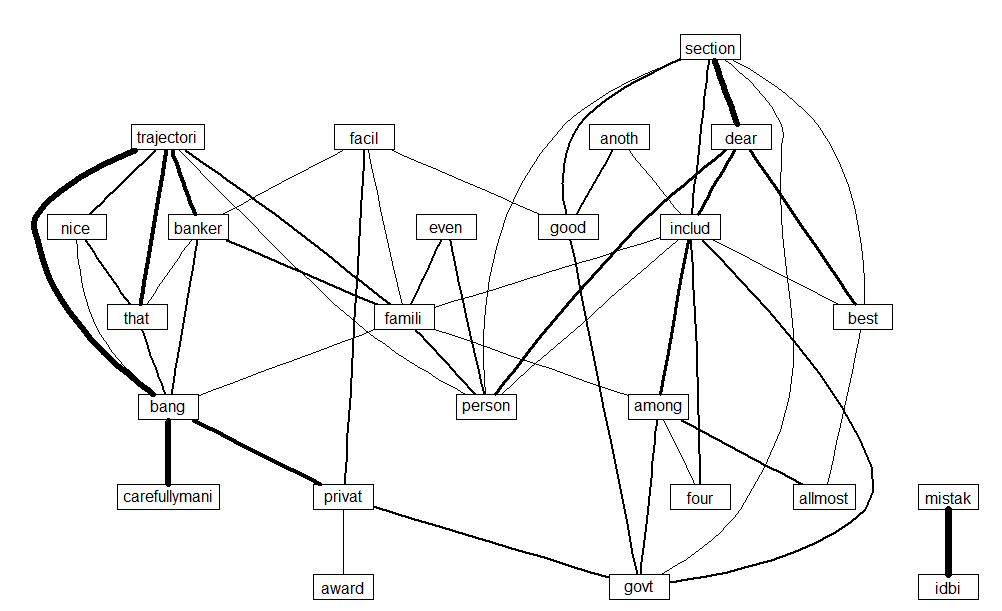 section
trajectori facil anoth dear
nice banker even good includ
that famili best
bang person among
carefullymani privat four allmost mistak
award govt idbi